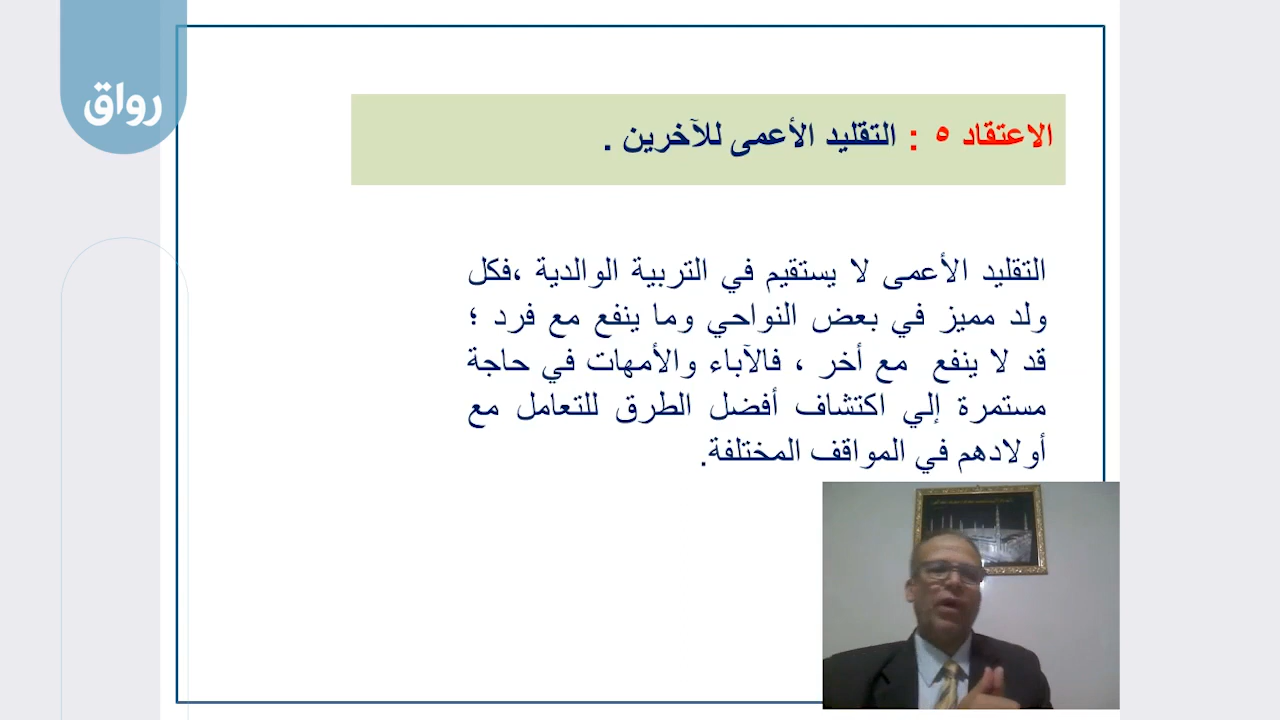 رواق
الاعتقاد ٥ : التقليد الأعمى للآخرين .
التقليد الأعمى لا يستقيم في التربية الوالدية ،فكل
ولد مميز في بعض النواحي وما ينفع مع فرد ؛
قد لا ينفع مع أخر ، فالآباء والأمهات في حاجة
مستمرة إلي اكتشاف أفضل الطرق للتعامل مع
أولادهم في المواقف المختلفة.